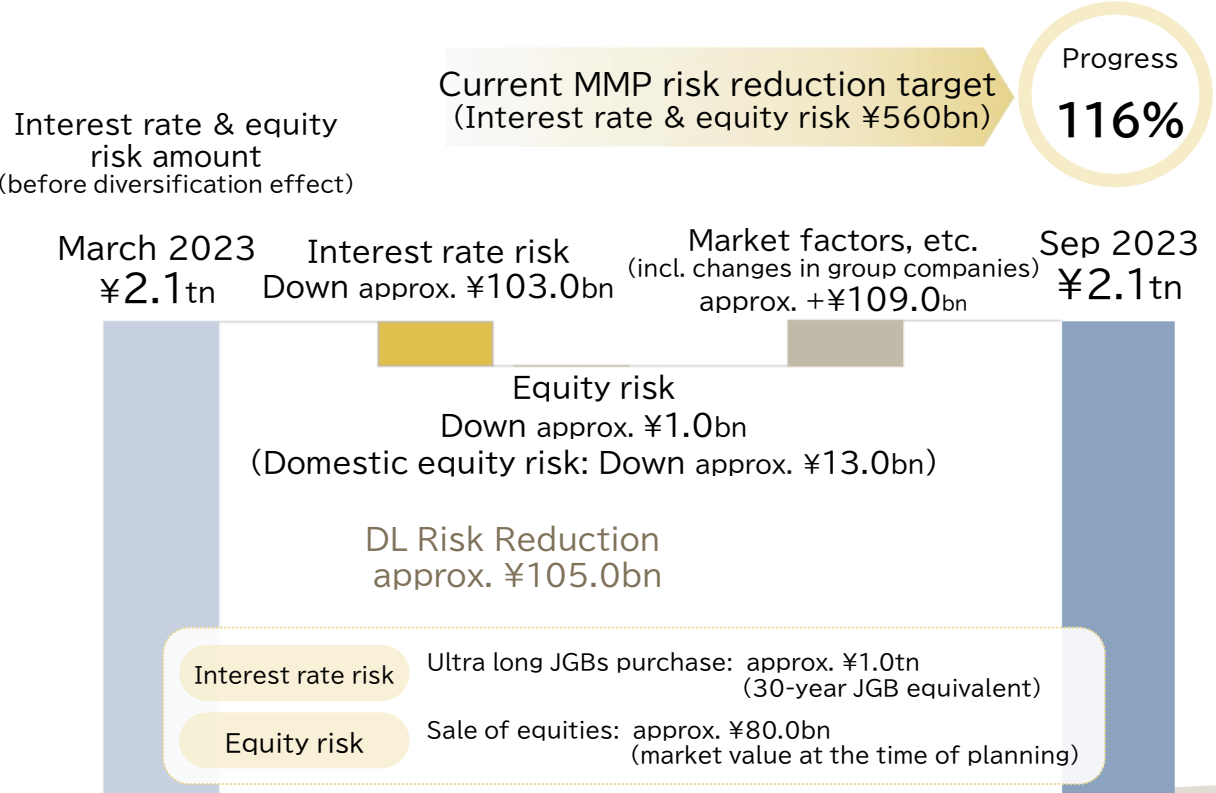 Current MMP risk reduction target
(Interest rate & equity risk ¥560bn)
Progress
116%
Interest rate & equity
risk amount
(before diversification effect)
March 2023
¥2.1tn
Interest rate risk
Down approx. ¥103.0bn
Market factors, etc.
(incl. changes in group companies)
approx. +¥109.0bn
Sep 2023
¥2.1tn
Equity risk
Down approx. ¥1.0bn
(Domestic equity risk: Down approx. ¥13.0bn)
DL Risk Reduction
approx. ¥105.0bn
Interest rate risk
Ultra long JGBs purchase: approx. ¥1.0tn
(30-year JGB equivalent)
Equity risk
Sale of equities: approx. ¥80.0bn
(market value at the time of planning)